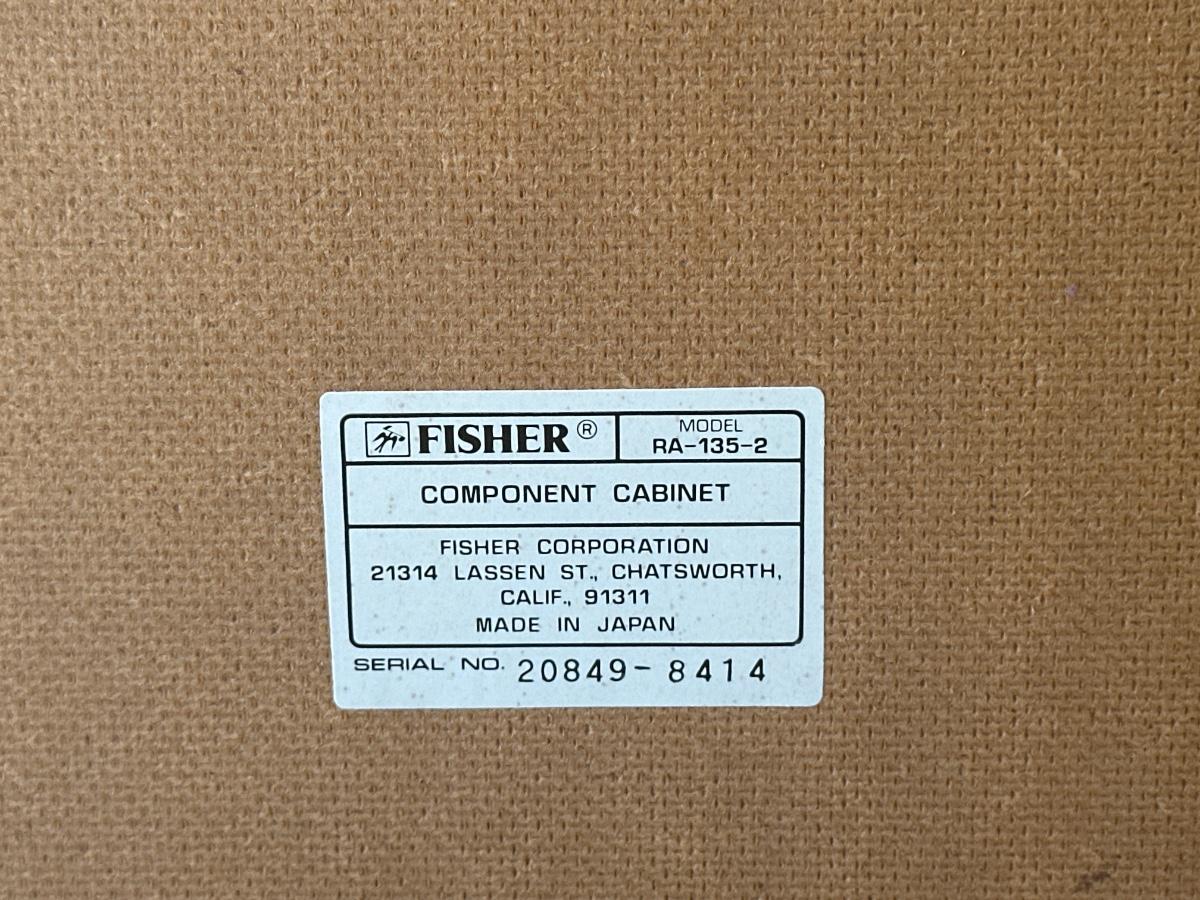 FISHER®
MODEL
RA-135-2
COMPONENT CABINET
FISHER CORPORATION
21314 LASSEN ST., CHATSWORTH,
CALIF., 91311
MADE IN JAPAN
SERIAL NO. 20849-8414